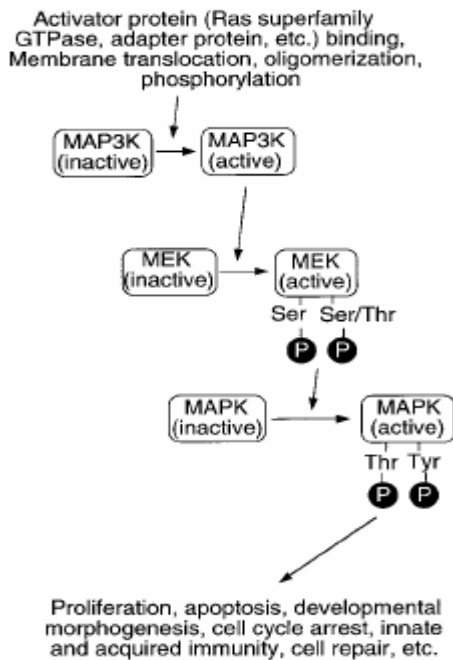 Activator protein (Ras superfamily
GTPase, adapter protein, etc.) binding,
Membrane translocation, oligomerization,
phosphorylation
MAP3K (inactive)
MAP3K (active)
MEK (inactive)
MEK (active)
Ser Ser/Thr
P P
MAPK (inactive)
MAPK (active)
Thr Tyr
P P
Proliferation, apoptosis, developmental
morphogenesis, cell cycle arrest, innate
and acquired immunity, cell repair, etc.